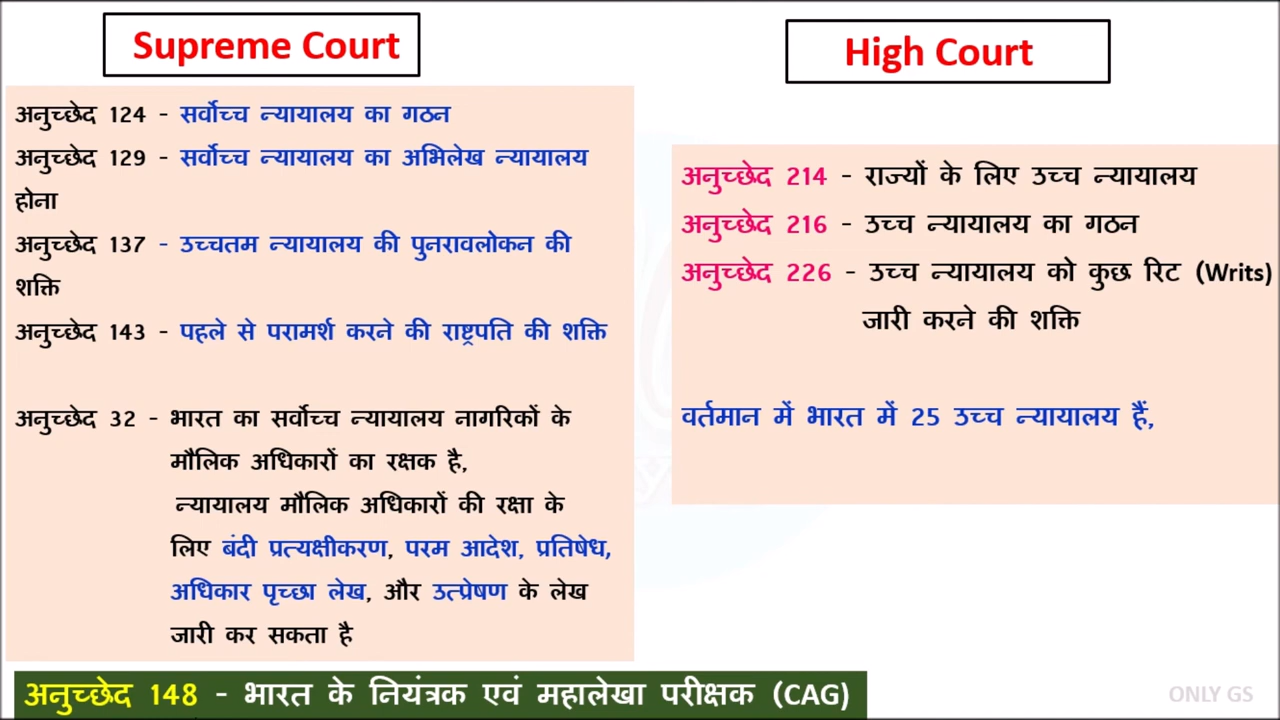 Supreme Court
अनुच्छेद 124 - सर्वोच्च न्यायालय का गठन
अनुच्छेद 129 - सर्वोच्च न्यायालय का अभिलेख न्यायालय
होना
अनुच्छेद 137 - उच्चतम न्यायालय की पुनरावलोकन की
शक्ति
अनुच्छेद 143 - पहले से परामर्श करने की राष्ट्रपति की शक्ति
अनुच्छेद 32 - भारत का सर्वोच्च न्यायालय नागरिकों के
मौलिक अधिकारों का रक्षक है,
न्यायालय मौलिक अधिकारों की रक्षा के
लिए बंदी प्रत्यक्षीकरण, परम आदेश, प्रतिषेध,
अधिकार पृच्छा लेख, और उत्प्रेषण के लेख
जारी कर सकता है
High Court
अनुच्छेद 214 - राज्यों के लिए उच्च न्यायालय
अनुच्छेद 216 - उच्च न्यायालय का गठन
अनुच्छेद 226 - उच्च न्यायालय को कुछ रिट (Writs)
जारी करने की शक्ति
वर्तमान में भारत में 25 उच्च न्यायालय हैं,
अनुच्छेद 148 - भारत के नियंत्रक एवं महालेखा परीक्षक (CAG)
ONLY GS